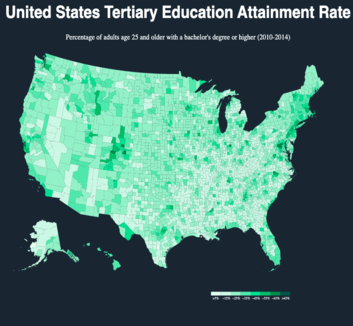 United States Tertiary Education Attainment Rate
Percentage of adults age 25 and older with a bachelor's degree or higher (2010-2014)